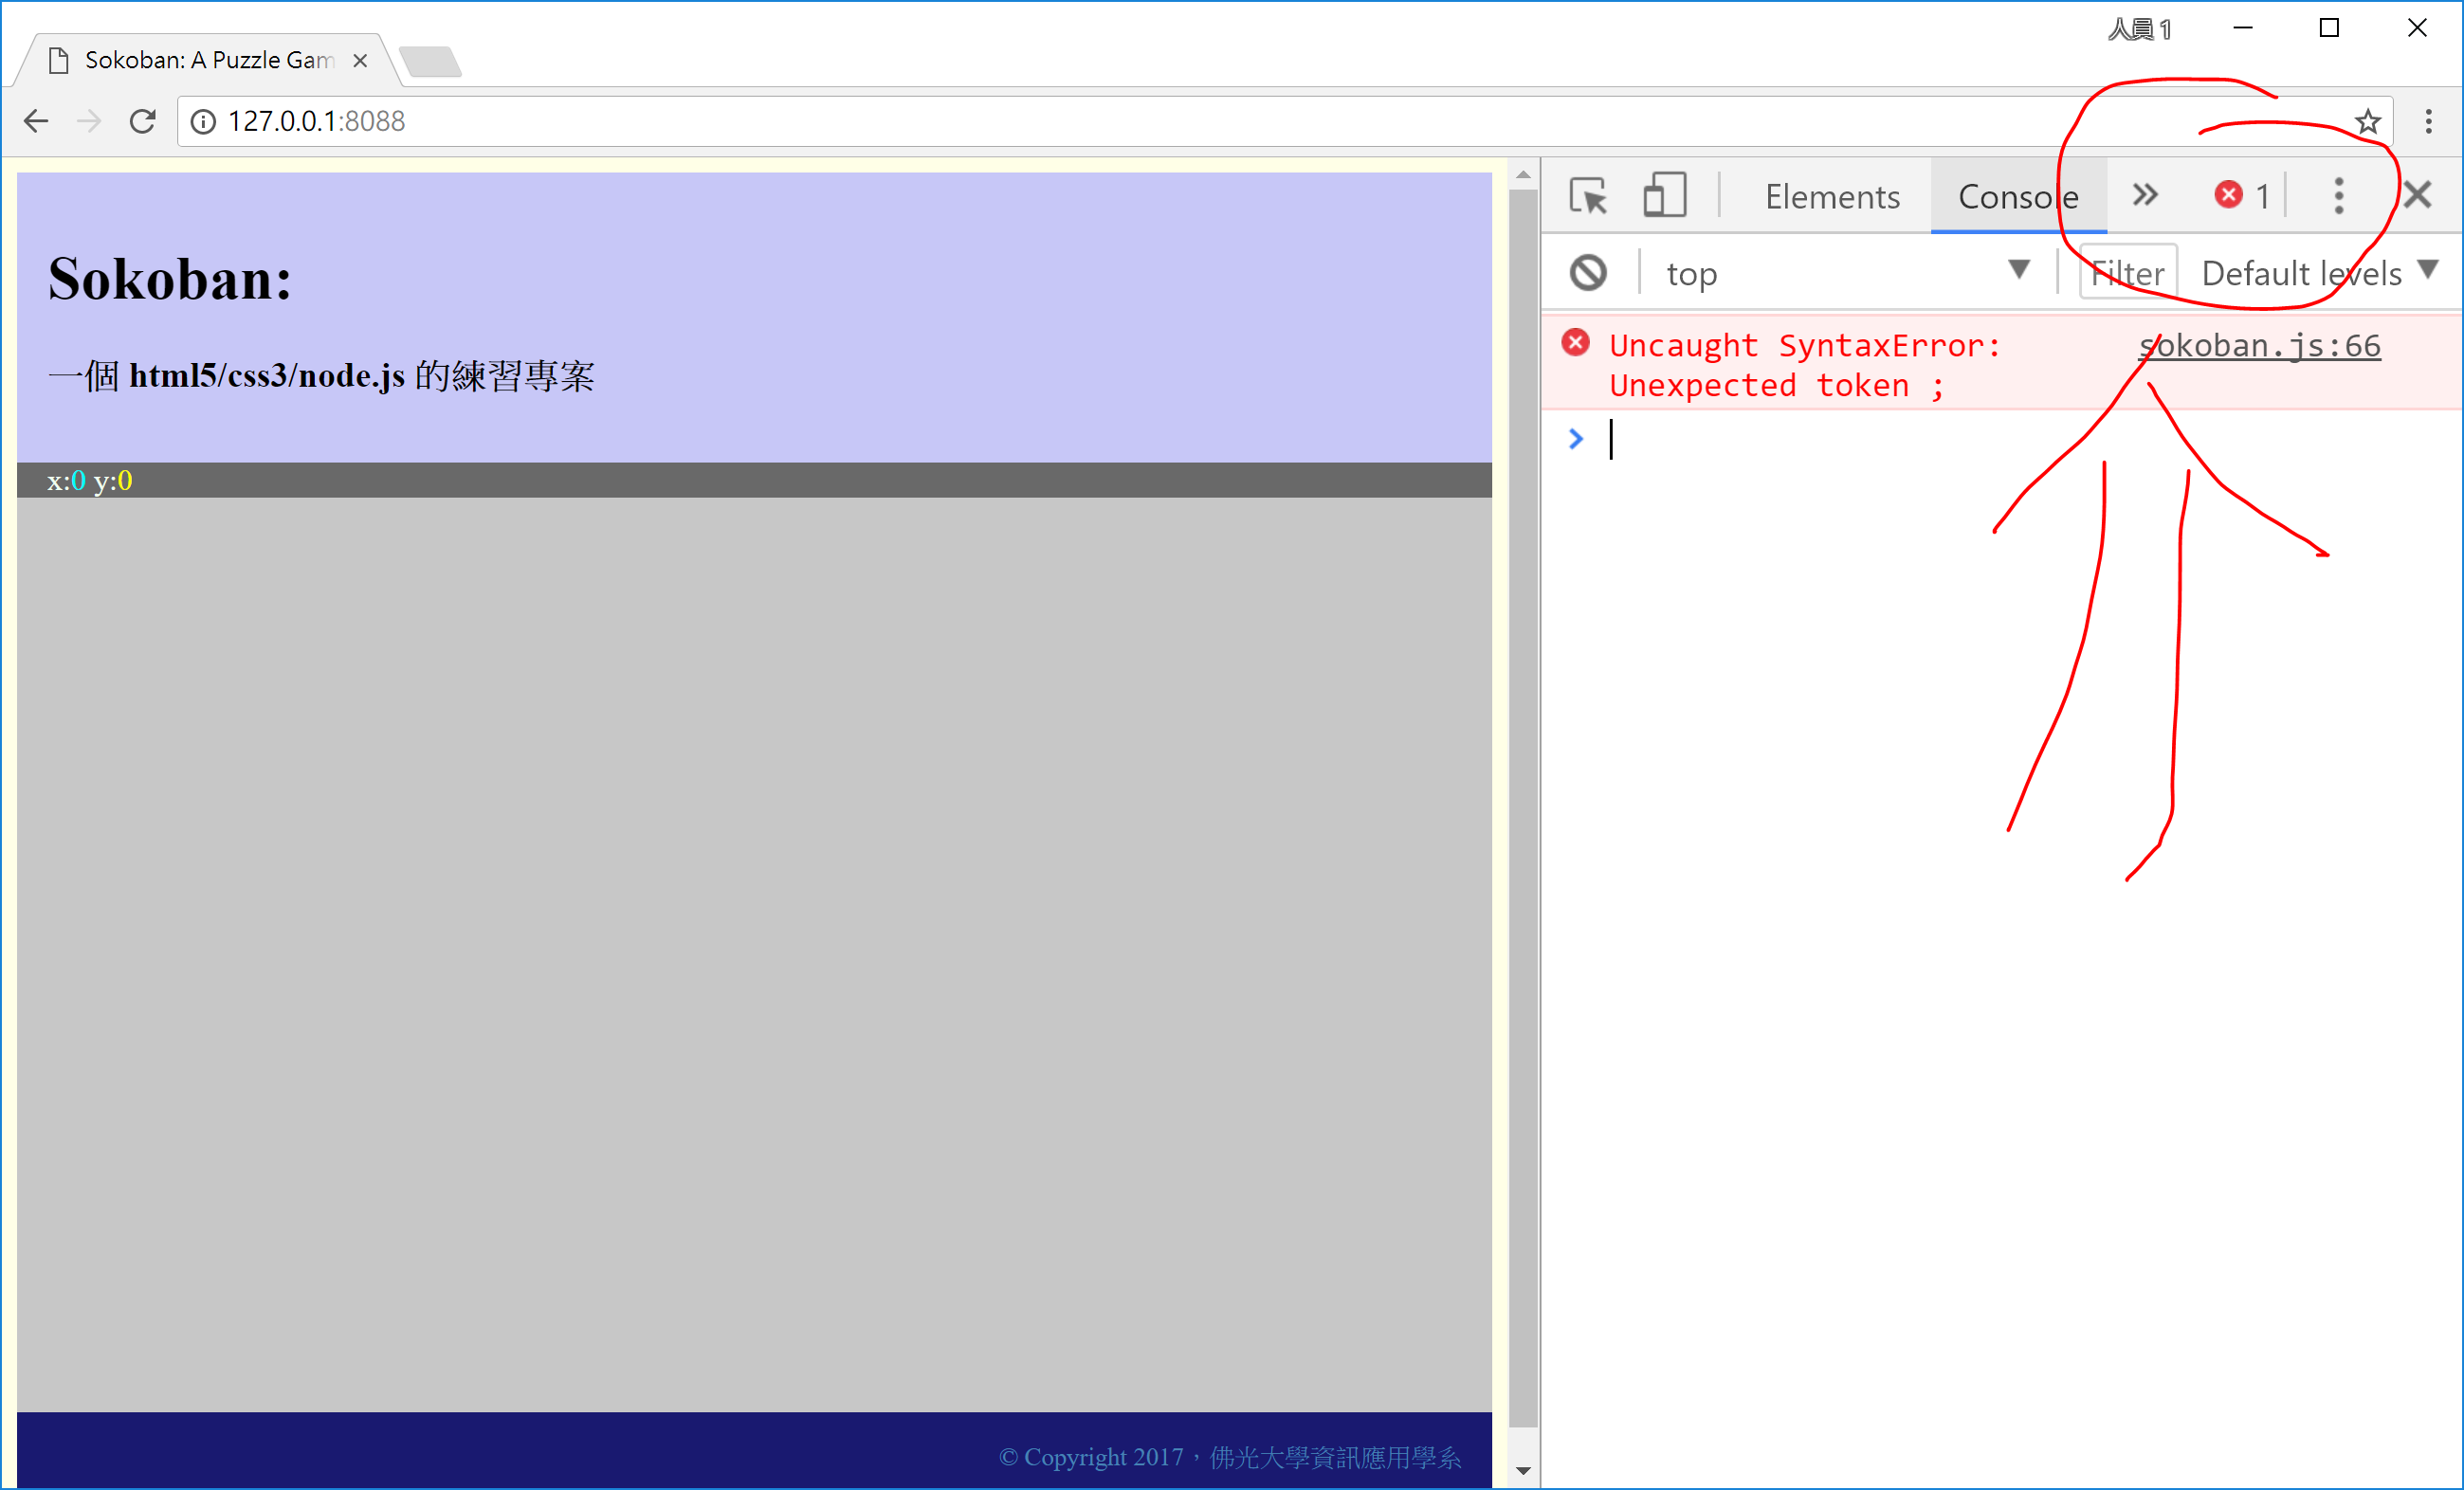 人員 1
Sokoban: A Puzzle Gam
127.0.0.1:8088
Elements Console 1
top Filter Default levels
Sokoban:
一個 html5/css3/node.js 的練習專案
x:0 y:0
Uncaught SyntaxError: sokoban.js:66
Unexpected token ;
© Copyright 2017，佛光大學資訊應用學系